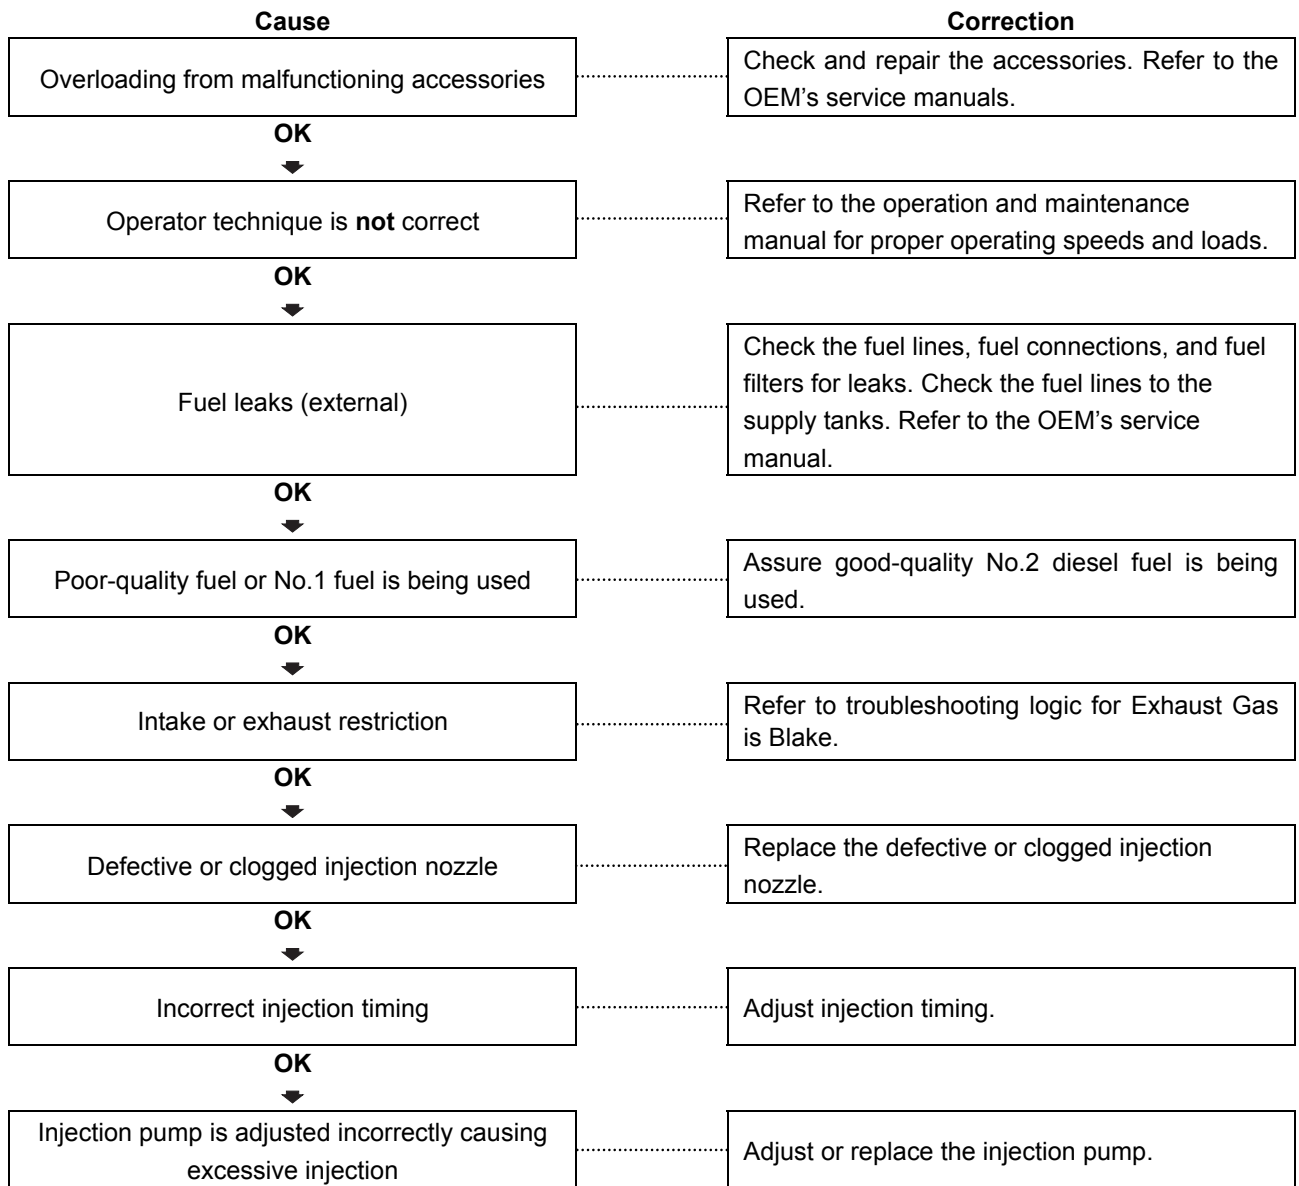 Cause
Correction
Overloading from malfunctioning accessories
Check and repair the accessories. Refer to the
OEM’s service manuals.
OK
Operator technique is not correct
Refer to the operation and maintenance
manual for proper operating speeds and loads.
OK
Fuel leaks (external)
Check the fuel lines, fuel connections, and fuel
filters for leaks. Check the fuel lines to the
supply tanks. Refer to the OEM’s service
manual.
OK
Poor-quality fuel or No.1 fuel is being used
Assure good-quality No.2 diesel fuel is being
used.
OK
Intake or exhaust restriction
Refer to troubleshooting logic for Exhaust Gas
is Blake.
OK
Defective or clogged injection nozzle
Replace the defective or clogged injection
nozzle.
OK
Incorrect injection timing
Adjust injection timing.
OK
Injection pump is adjusted incorrectly causing
excessive injection
Adjust or replace the injection pump.